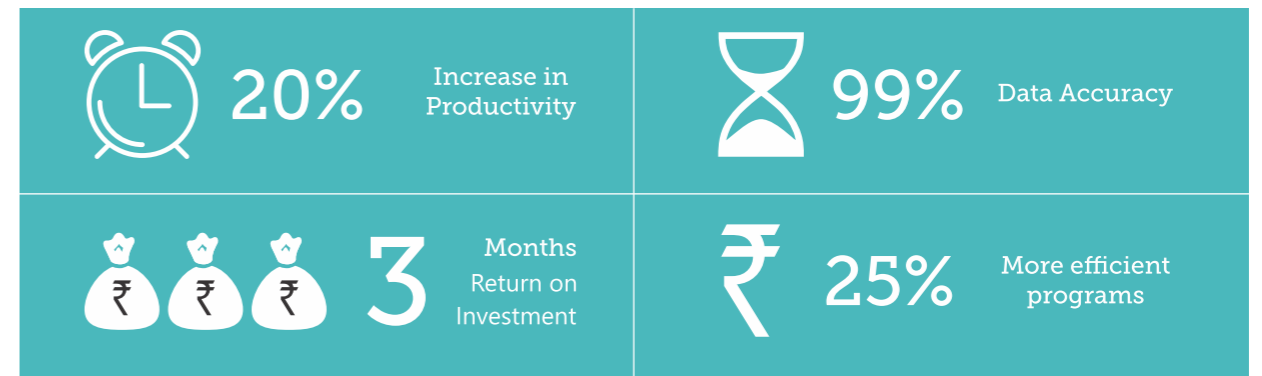 20%
Increase in
Productivity
99%
Data Accuracy
₹ ₹ ₹
3
Months
Return on
Investment
₹
25%
More efficient
programs